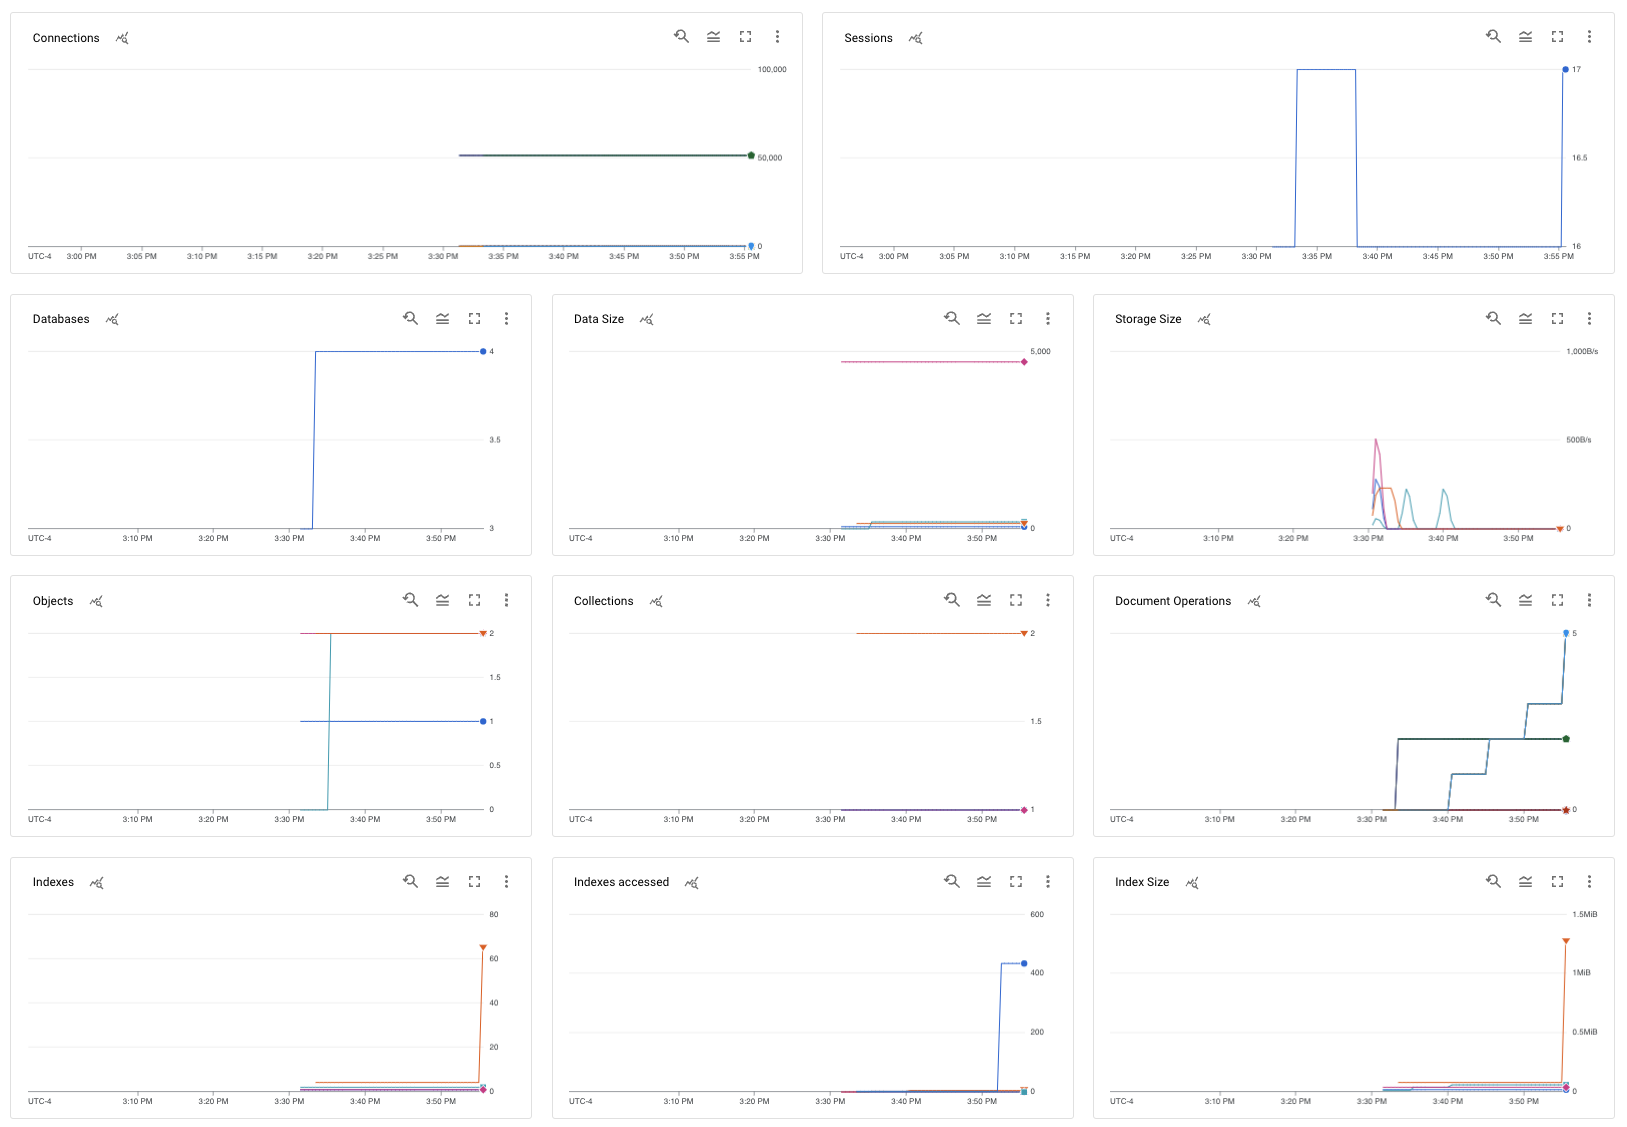 Connections
100,000
50,000
0
UTC-4 3:00 PM 3:05 PM 3:10 PM 3:15 PM 3:20 PM 3:25 PM 3:30 PM 3:35 PM 3:40 PM 3:45 PM 3:50 PM 3:55 PM
Sessions
17
16.5
16
UTC-4 3:00 PM 3:05 PM 3:10 PM 3:15 PM 3:20 PM 3:25 PM 3:30 PM 3:35 PM 3:40 PM 3:45 PM 3:50 PM 3:55 PM
Databases
4
3.5
3
UTC-4 3:10 PM 3:20 PM 3:30 PM 3:40 PM 3:50 PM
Data Size
5,000
0
UTC-4 3:10 PM 3:20 PM 3:30 PM 3:40 PM 3:50 PM
Storage Size
1,000B/s
500B/s
0
UTC-4 3:10 PM 3:20 PM 3:30 PM 3:40 PM 3:50 PM
Objects
2
1.5
1
0.5
0
UTC-4 3:10 PM 3:20 PM 3:30 PM 3:40 PM 3:50 PM
Collections
2
1.5
1
UTC-4 3:10 PM 3:20 PM 3:30 PM 3:40 PM 3:50 PM
Document Operations
5
0
UTC-4 3:10 PM 3:20 PM 3:30 PM 3:40 PM 3:50 PM
Indexes
80
60
40
20
0
UTC-4 3:10 PM 3:20 PM 3:30 PM 3:40 PM 3:50 PM
Indexes accessed
600
400
200
0
UTC-4 3:10 PM 3:20 PM 3:30 PM 3:40 PM 3:50 PM
Index Size
1.5MiB
1MiB
0.5MiB
0
UTC-4 3:10 PM 3:20 PM 3:30 PM 3:40 PM 3:50 PM